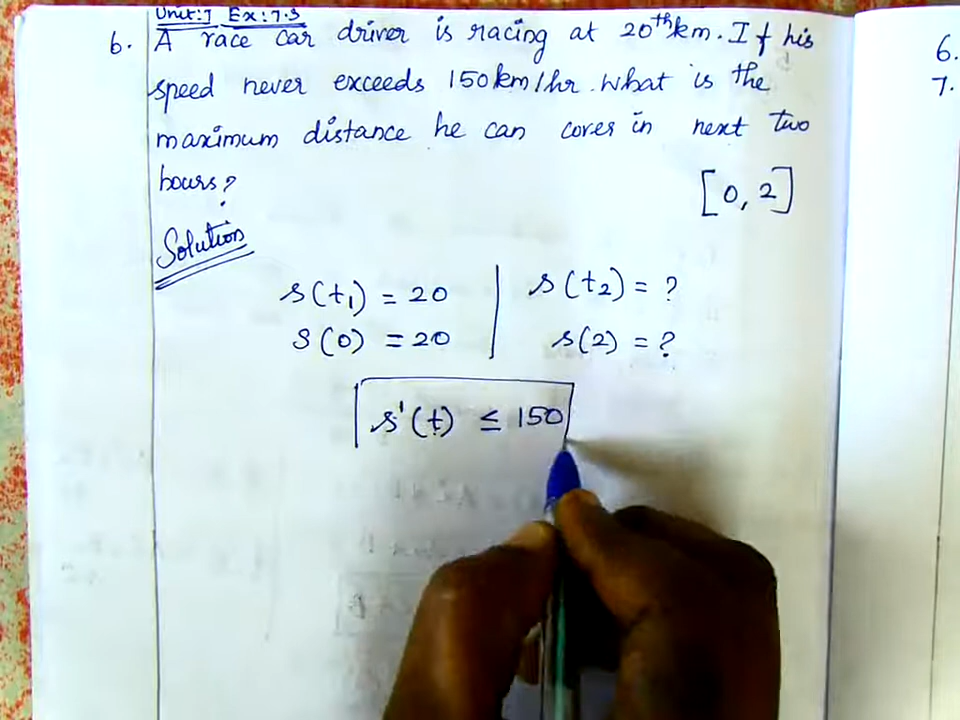 Unit:7 Ex:7.3
6. A race car driver is racing at 20th km. If his
speed never exceeds 150km/hr. what is the
maximum distance he can cover in next two
hours?
[0, 2]
Solution
s(t₁) = 20 | s(t₂) = ?
s(0) = 20 | s(2) = ?
s'(t) ≤ 150
6.
7.